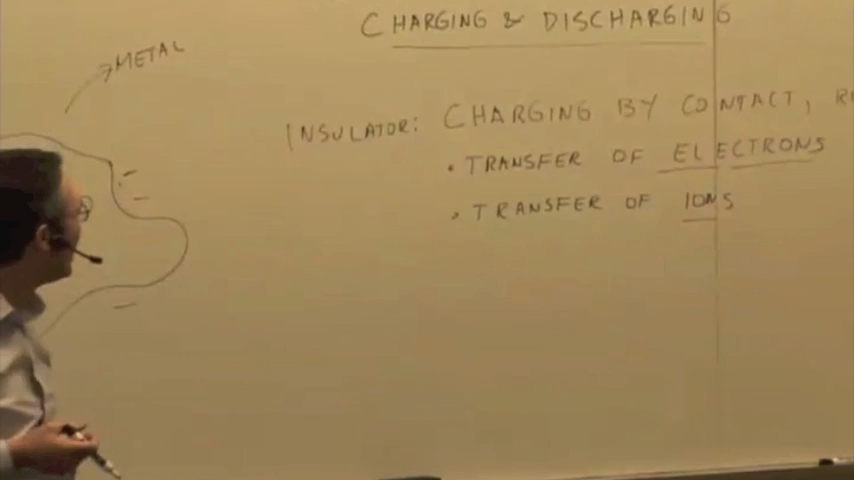 CHARGING & DISCHARGING
METAL
INSULATOR: CHARGING BY CONTACT,
• TRANSFER OF ELECTRONS
• TRANSFER OF IONS